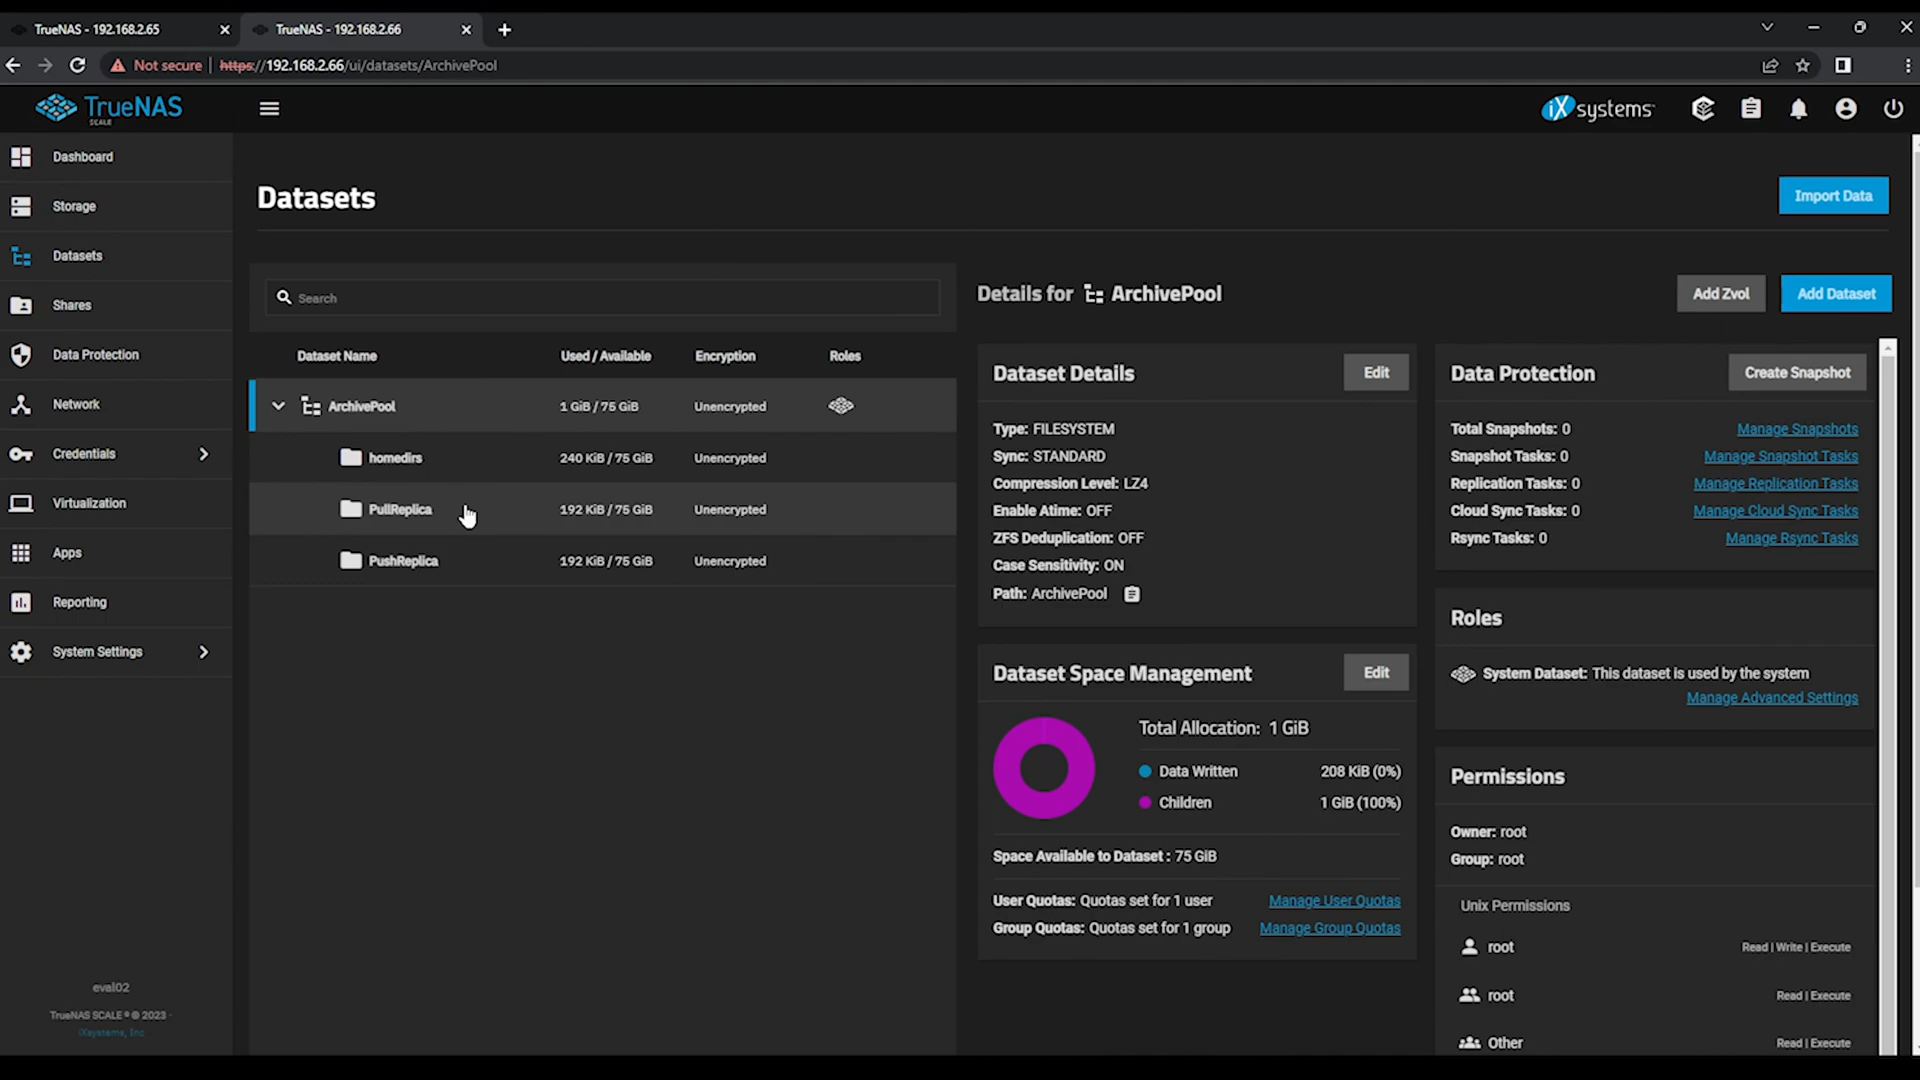 TrueNAS - 192.168.2.65
TrueNAS - 192.168.2.66
Not secure https://192.168.2.66/ui/datasets/ArchivePool
TrueNAS
SCALE
iXsystems
Dashboard
Storage
Datasets
Shares
Data Protection
Network
Credentials
Virtualization
Apps
Reporting
System Settings
eval02
TrueNAS SCALE ® © 2023 -
iXsystems, Inc
Datasets
Import Data
Search
Dataset Name Used / Available Encryption Roles
ArchivePool 1 GiB / 75 GiB Unencrypted
homedirs 240 KiB / 75 GiB Unencrypted
PullReplica 192 KiB / 75 GiB Unencrypted
PushReplica 192 KiB / 75 GiB Unencrypted
Details for ArchivePool
Add Zvol
Add Dataset
Dataset Details
Edit
Type: FILESYSTEM
Sync: STANDARD
Compression Level: LZ4
Enable Atime: OFF
ZFS Deduplication: OFF
Case Sensitivity: ON
Path: ArchivePool
Dataset Space Management
Edit
Total Allocation: 1 GiB
Data Written 208 KiB (0%)
Children 1 GiB (100%)
Space Available to Dataset : 75 GiB
User Quotas: Quotas set for 1 user Manage User Quotas
Group Quotas: Quotas set for 1 group Manage Group Quotas
Data Protection
Create Snapshot
Total Snapshots: 0 Manage Snapshots
Snapshot Tasks: 0 Manage Snapshot Tasks
Replication Tasks: 0 Manage Replication Tasks
Cloud Sync Tasks: 0 Manage Cloud Sync Tasks
Rsync Tasks: 0 Manage Rsync Tasks
Roles
System Dataset: This dataset is used by the system
Manage Advanced Settings
Permissions
Owner: root
Group: root
Unix Permissions
root Read | Write | Execute
root Read | Execute
Other Read | Execute